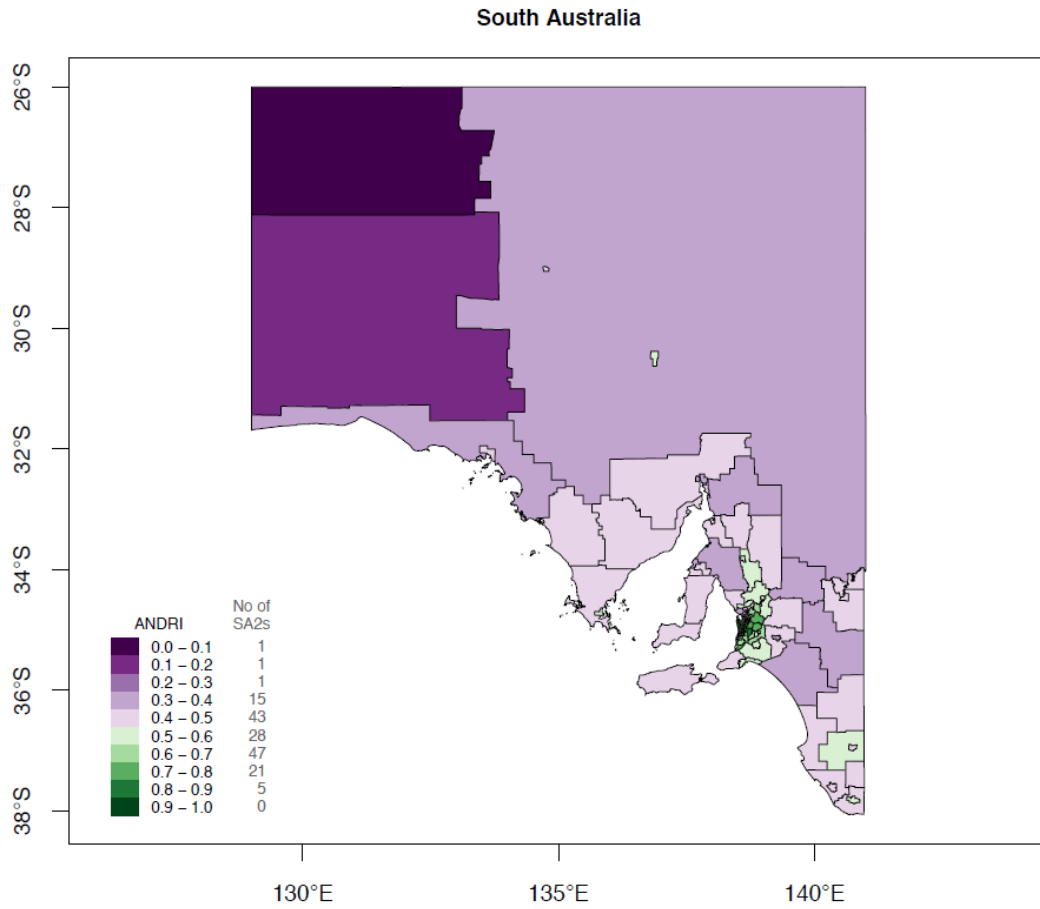 South Australia
26°S
28°S
30°S
32°S
34°S
36°S
38°S
No of
ANDRI SA2s
0.0 – 0.1 1
0.1 – 0.2 1
0.2 – 0.3 1
0.3 – 0.4 15
0.4 – 0.5 43
0.5 – 0.6 28
0.6 – 0.7 47
0.7 – 0.8 21
0.8 – 0.9 5
0.9 – 1.0 0
130°E 135°E 140°E